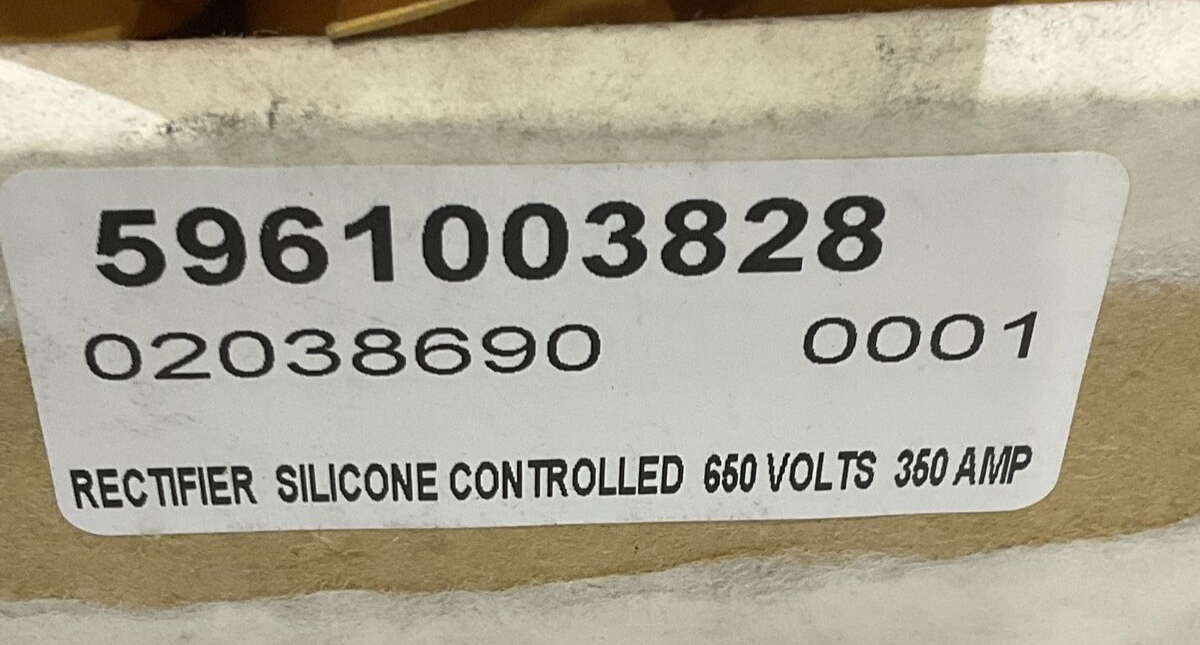 5961003828
02038690 0001
RECTIFIER SILICONE CONTROLLED 650 VOLTS 350 AMP